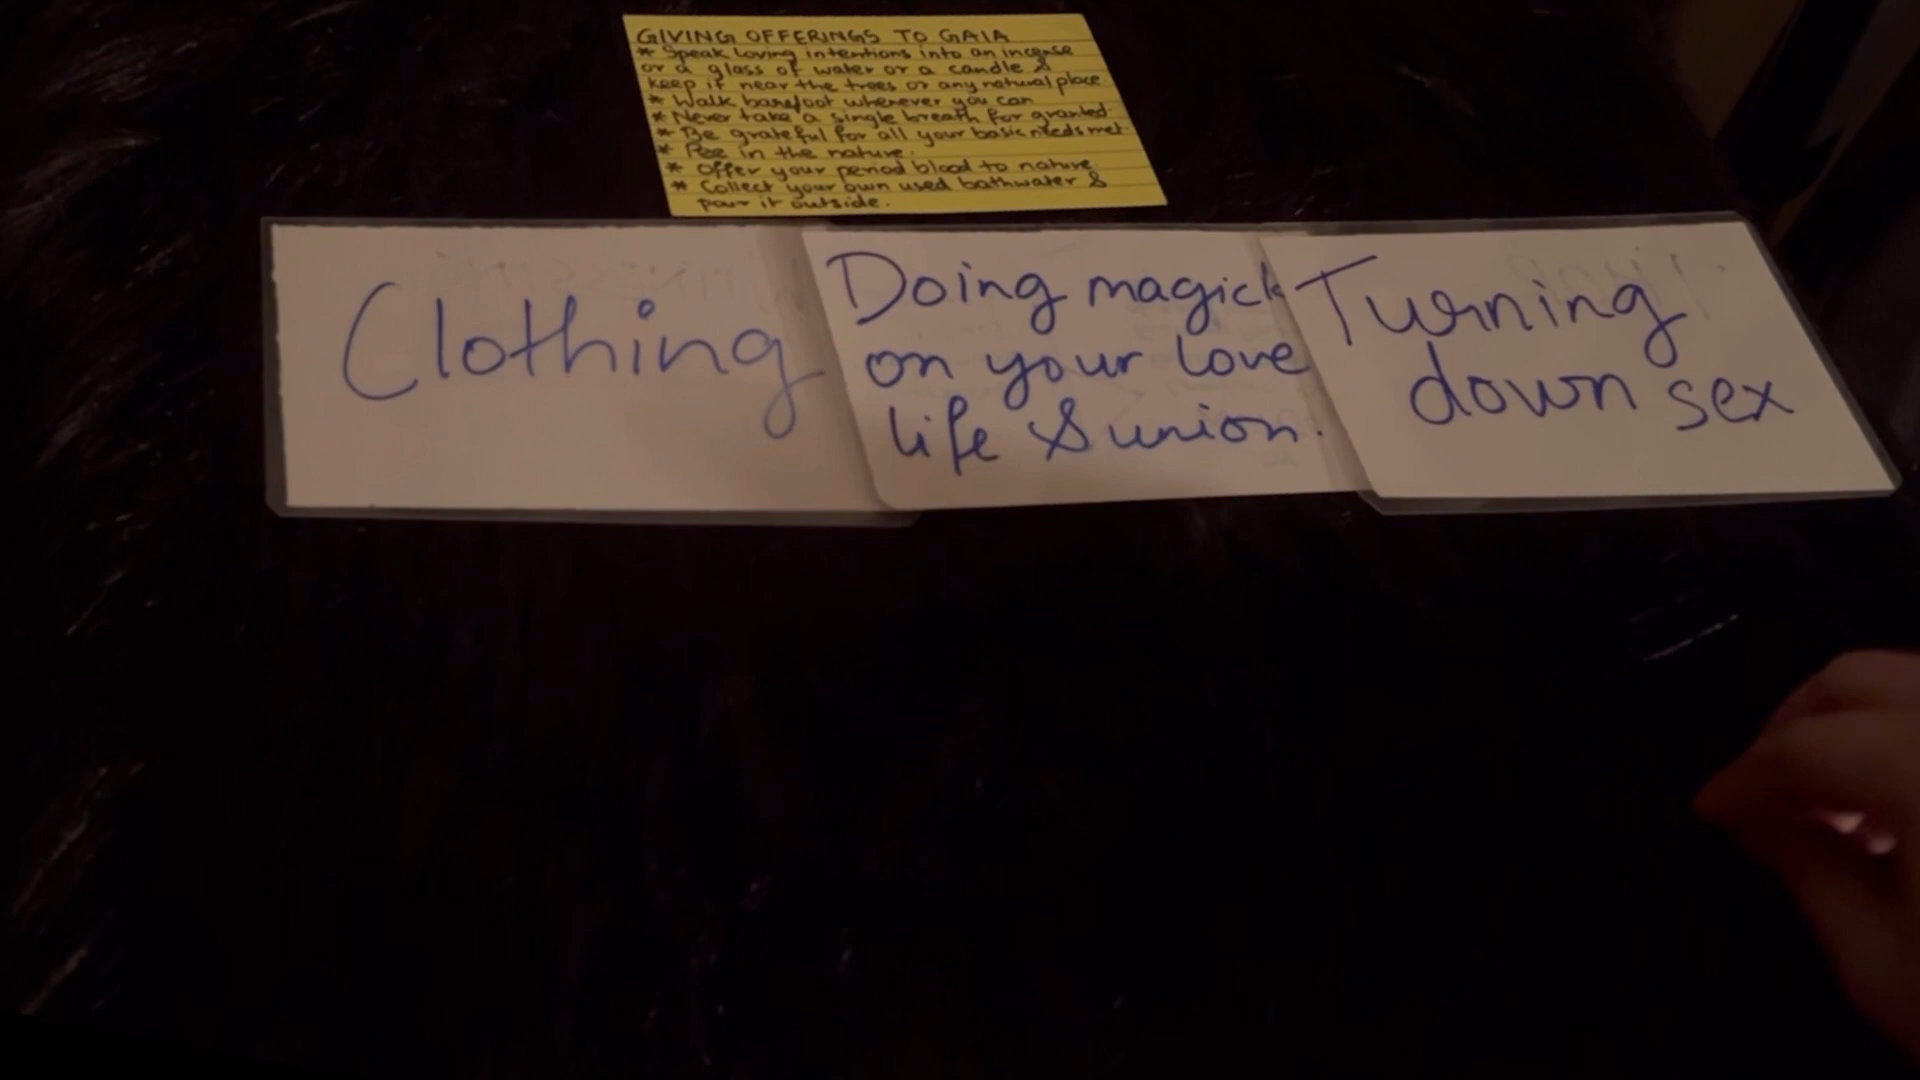 GIVING OFFERINGS TO GAIA
* Speak loving intentions into an incense
or a glass of water or a candle &
keep it near the trees or any natural place
* Walk barefoot wherever you can
* Never take a single breath for granted.
* Be grateful for all your basic needs met.
* Pee in the nature.
* Offer your period blood to nature
* Collect your own used bathwater &
pour it outside.
Clothing
Doing magick
on your love
life & union.
Turning
down sex